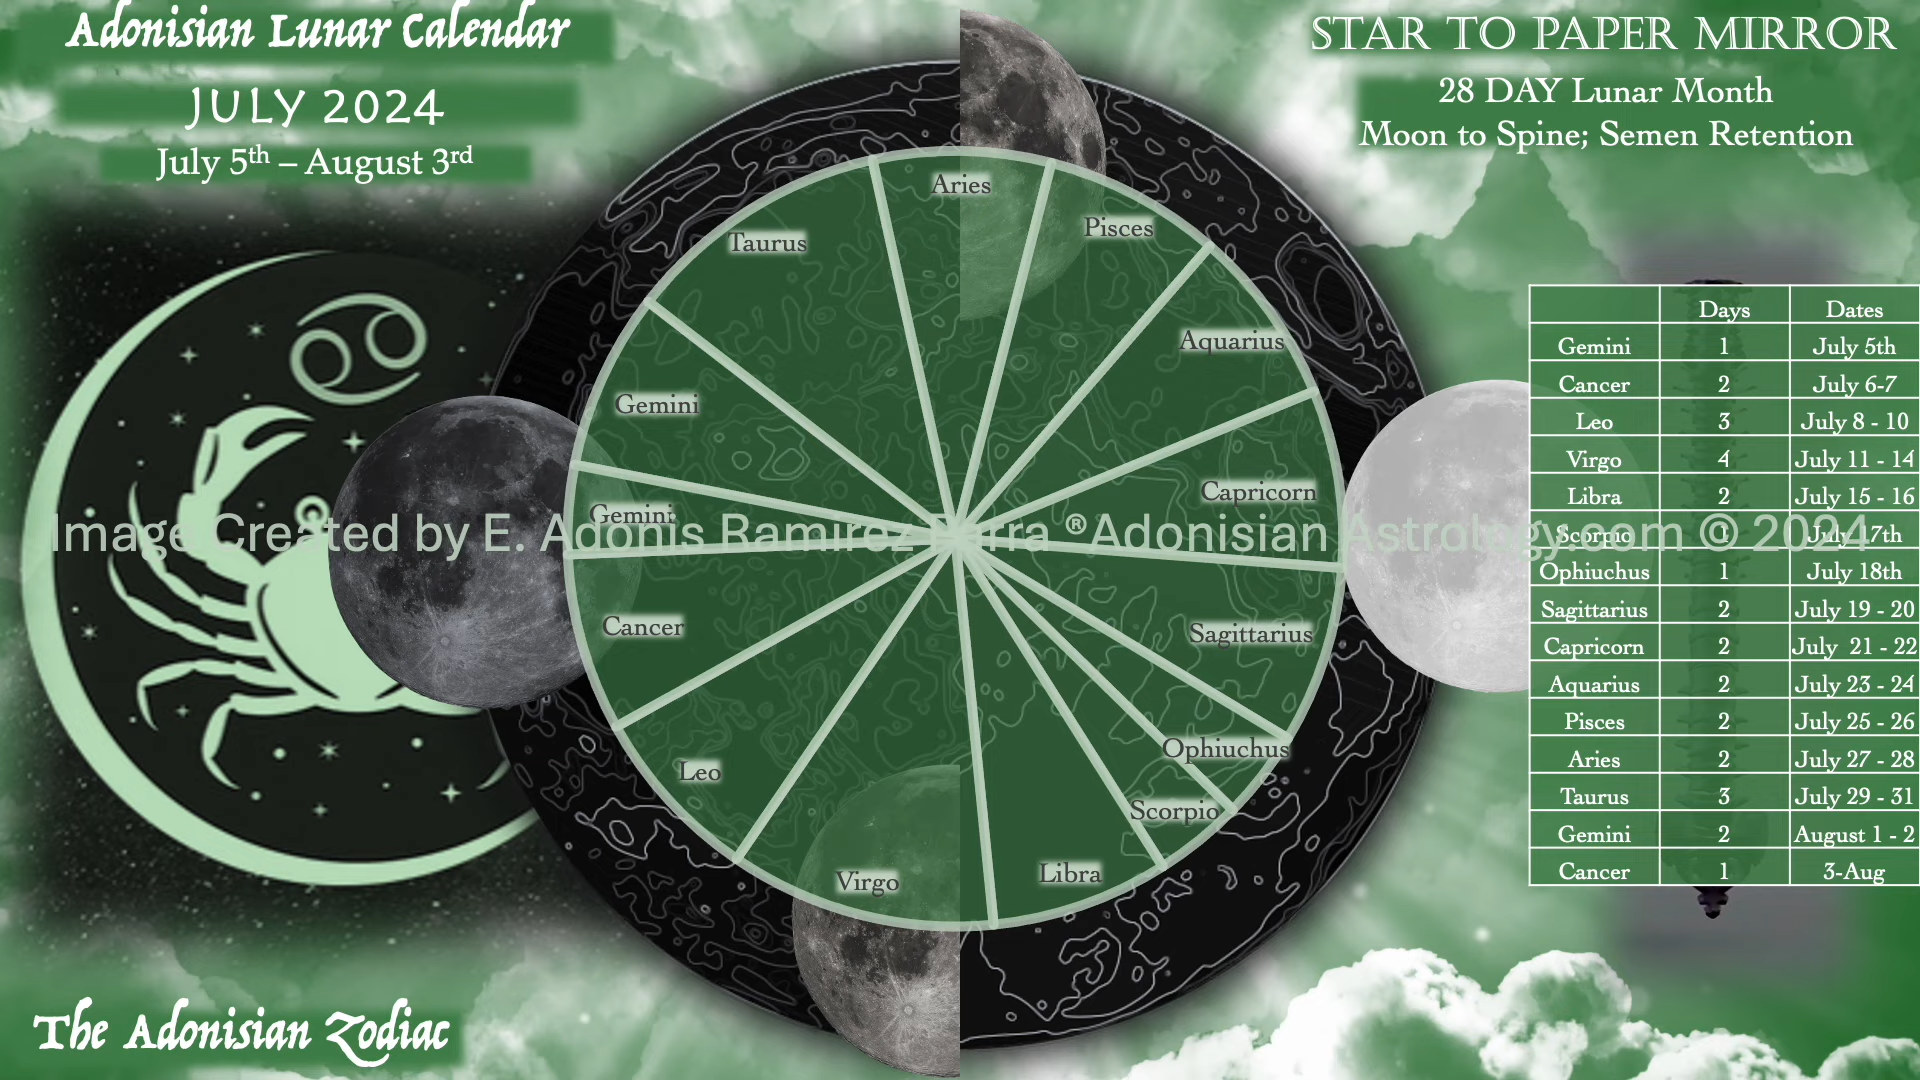 Adonisian Lunar Calendar
JULY 2024
July 5th – August 3rd
STAR TO PAPER MIRROR
28 DAY Lunar Month
Moon to Spine; Semen Retention
Aries
Pisces
Taurus
Aquarius
Gemini
Capricorn
Gemini
Image Created by E. Adonis Ramirez Parra ®Adonisian Astrology.com © 2024
Cancer
Sagittarius
Leo
Ophiuchus
Scorpio
Virgo
Libra
Days Dates
Gemini 1 July 5th
Cancer 2 July 6-7
Leo 3 July 8 - 10
Virgo 4 July 11 - 14
Libra 2 July 15 - 16
Scorpio 1 July 17th
Ophiuchus 1 July 18th
Sagittarius 2 July 19 - 20
Capricorn 2 July 21 - 22
Aquarius 2 July 23 - 24
Pisces 2 July 25 - 26
Aries 2 July 27 - 28
Taurus 3 July 29 - 31
Gemini 2 August 1 - 2
Cancer 1 3-Aug
The Adonisian Zodiac